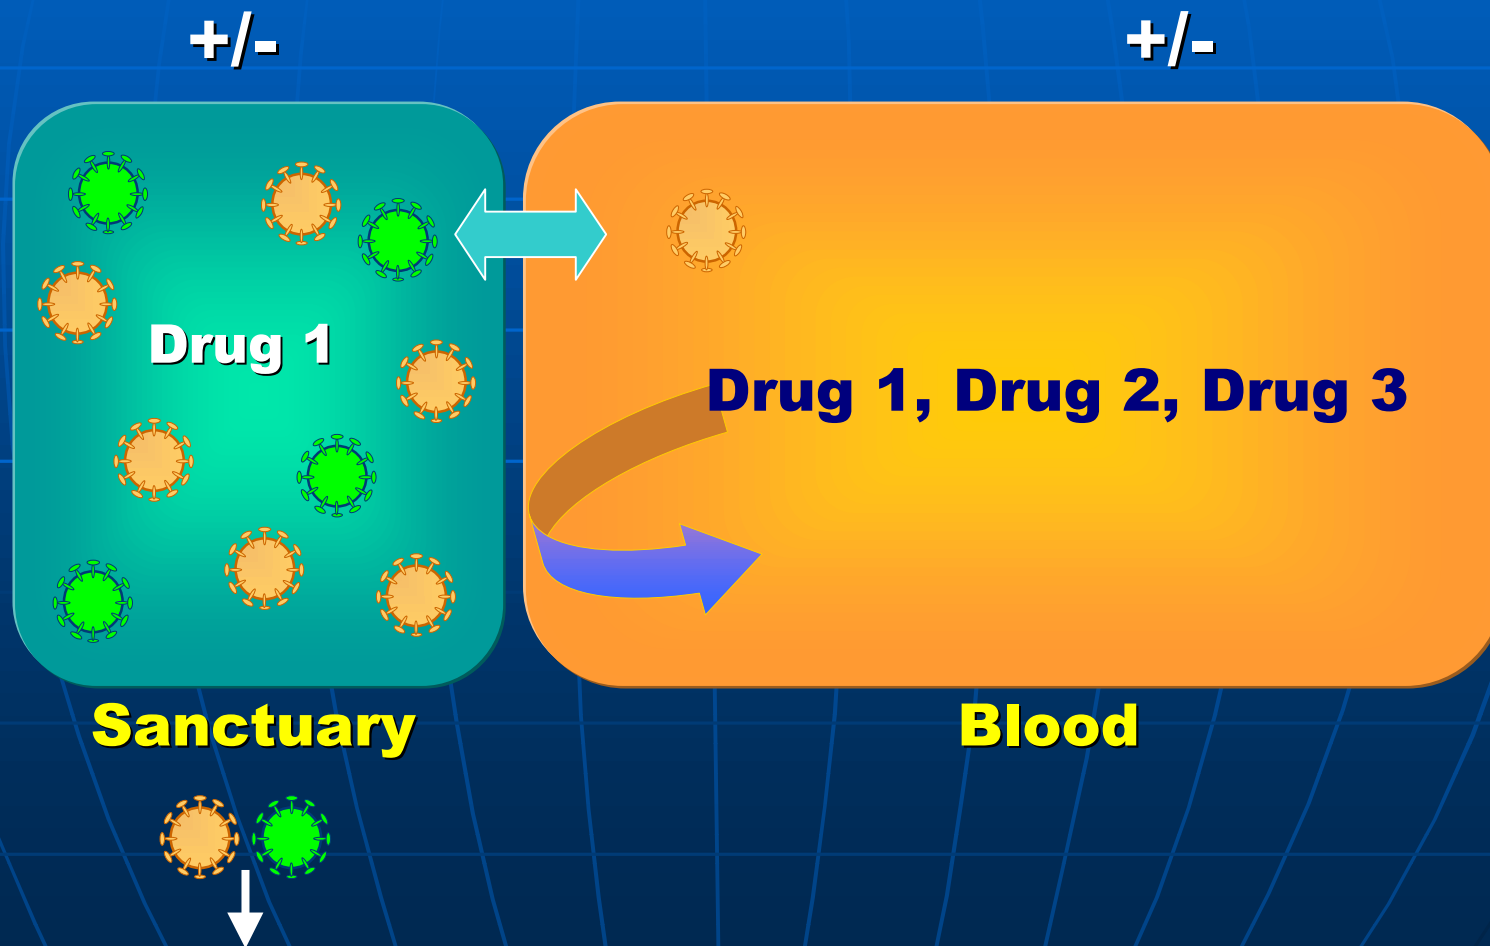 +/-
+/-
Drug 1
Drug 1, Drug 2, Drug 3
Sanctuary
Blood